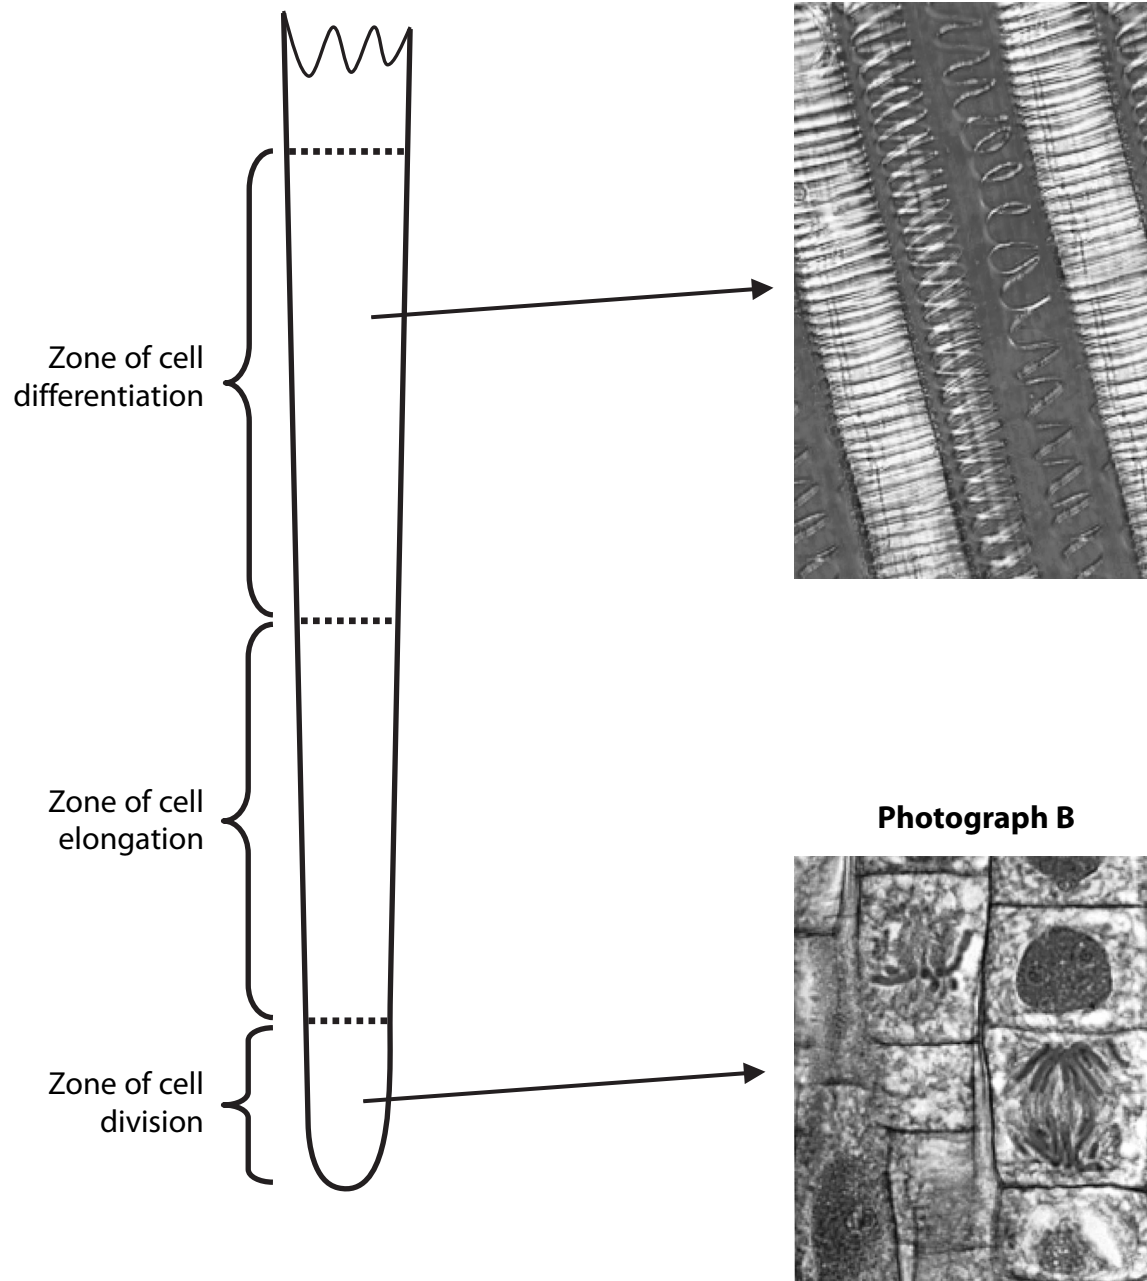 Zone of cell
differentiation
Zone of cell
elongation
Photograph B
Zone of cell
division